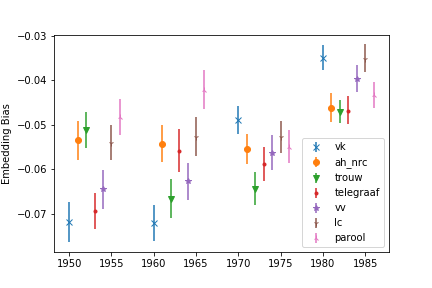 −0.03
−0.04
−0.05
−0.06
−0.07
Embedding Bias
1950
1955
1960
1965
1970
1975
1980
1985
vk
ah_nrc
trouw
telegraaf
vv
lc
parool